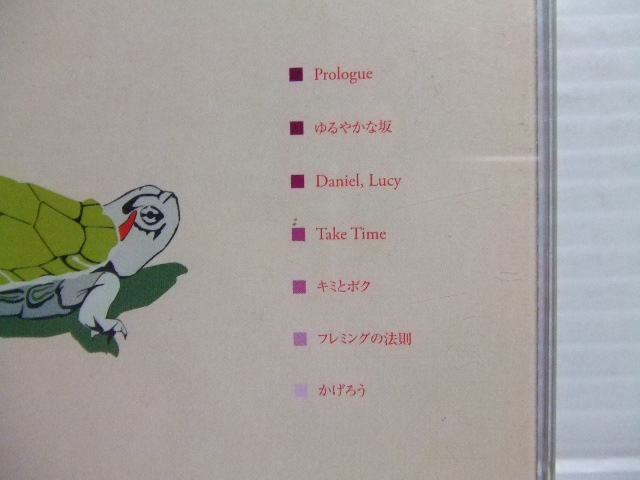 Prologue
ゆるやかな坂
Daniel, Lucy
Take Time
キミとボク
フレミングの法則
かげろう